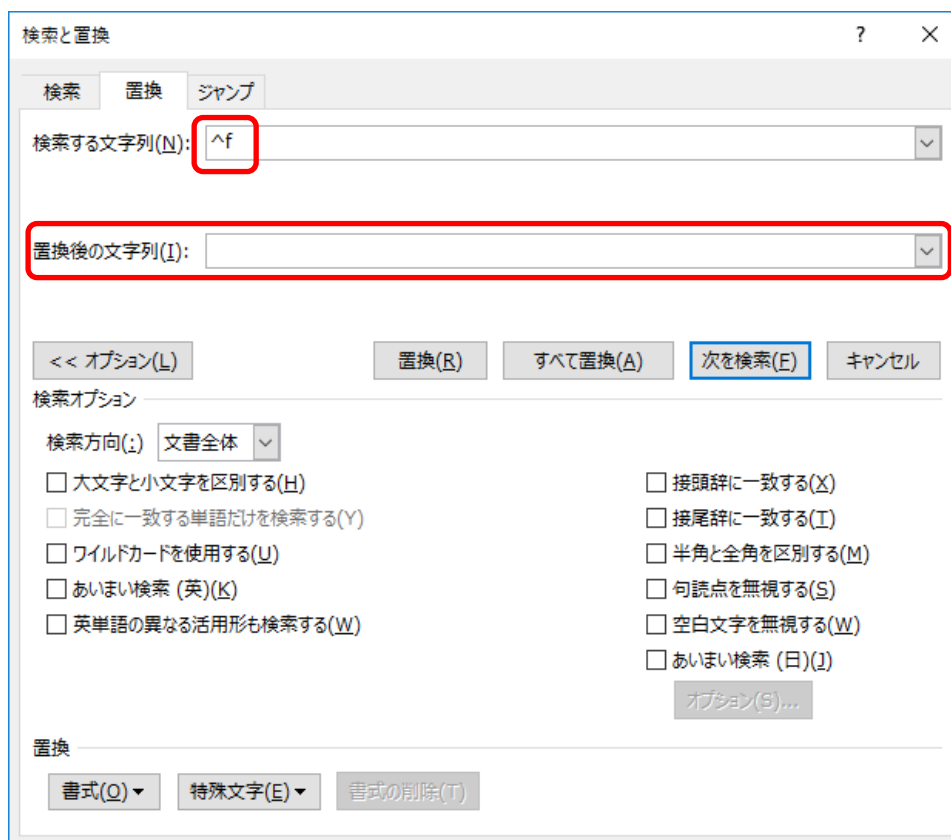 検索と置換 ?
検索 置換 ジャンプ
検索する文字列(N): ^f
置換後の文字列(I):
<< オプション(L) 置換(R) すべて置換(A) 次を検索(F) キャンセル
検索オプション
検索方向(:) 文書全体
大文字と小文字を区別する(H) 接頭辞に一致する(X)
完全に一致する単語だけを検索する(Y) 接尾辞に一致する(T)
ワイルドカードを使用する(U) 半角と全角を区別する(M)
あいまい検索 (英)(K) 句読点を無視する(S)
英単語の異なる活用形も検索する(W) 空白文字を無視する(W)
あいまい検索 (日)(J)
オプション(S)...
置換
書式(O) 特殊文字(E) 書式の削除(T)